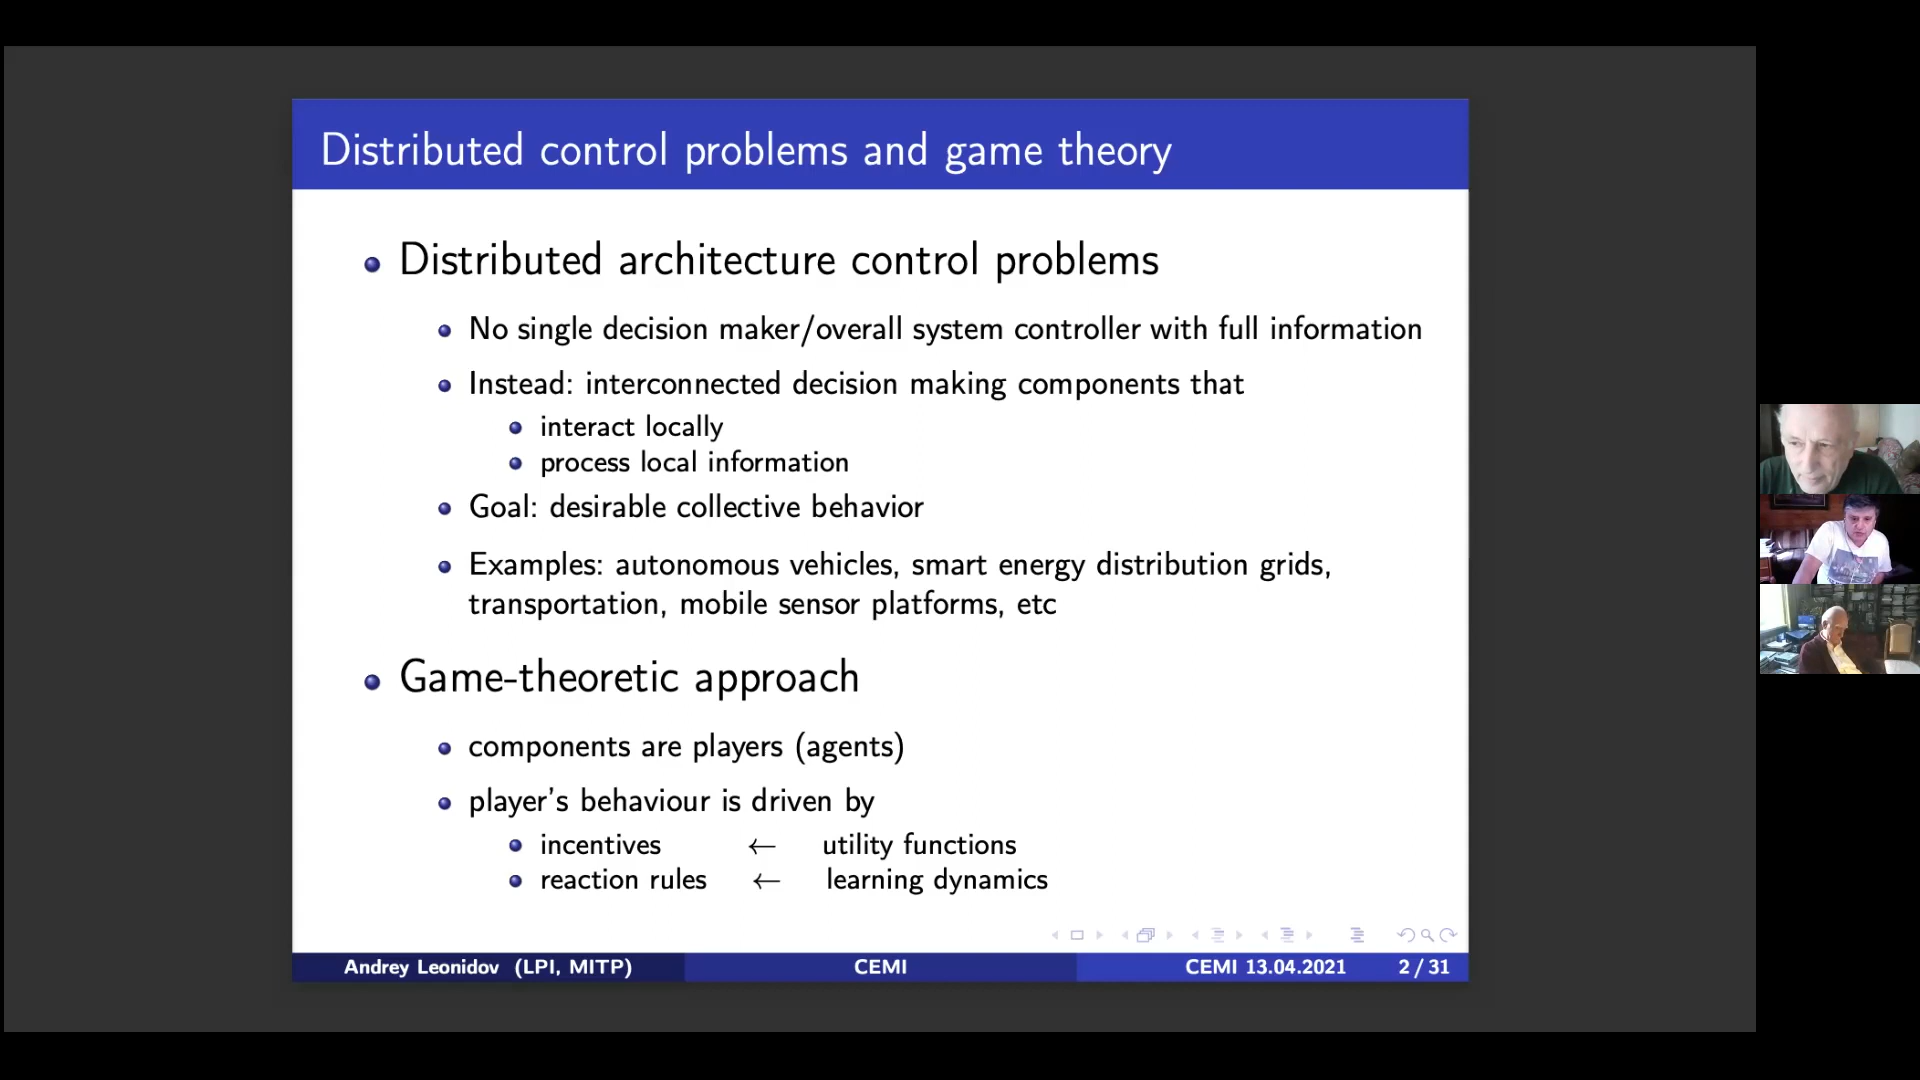 Distributed control problems and game theory
Distributed architecture control problems
No single decision maker/overall system controller with full information
Instead: interconnected decision making components that
interact locally
process local information
Goal: desirable collective behavior
Examples: autonomous vehicles, smart energy distribution grids,
transportation, mobile sensor platforms, etc
Game-theoretic approach
components are players (agents)
player's behaviour is driven by
incentives ← utility functions
reaction rules ← learning dynamics
Andrey Leonidov (LPI, MITP) CEMI CEMI 13.04.2021 2 / 31